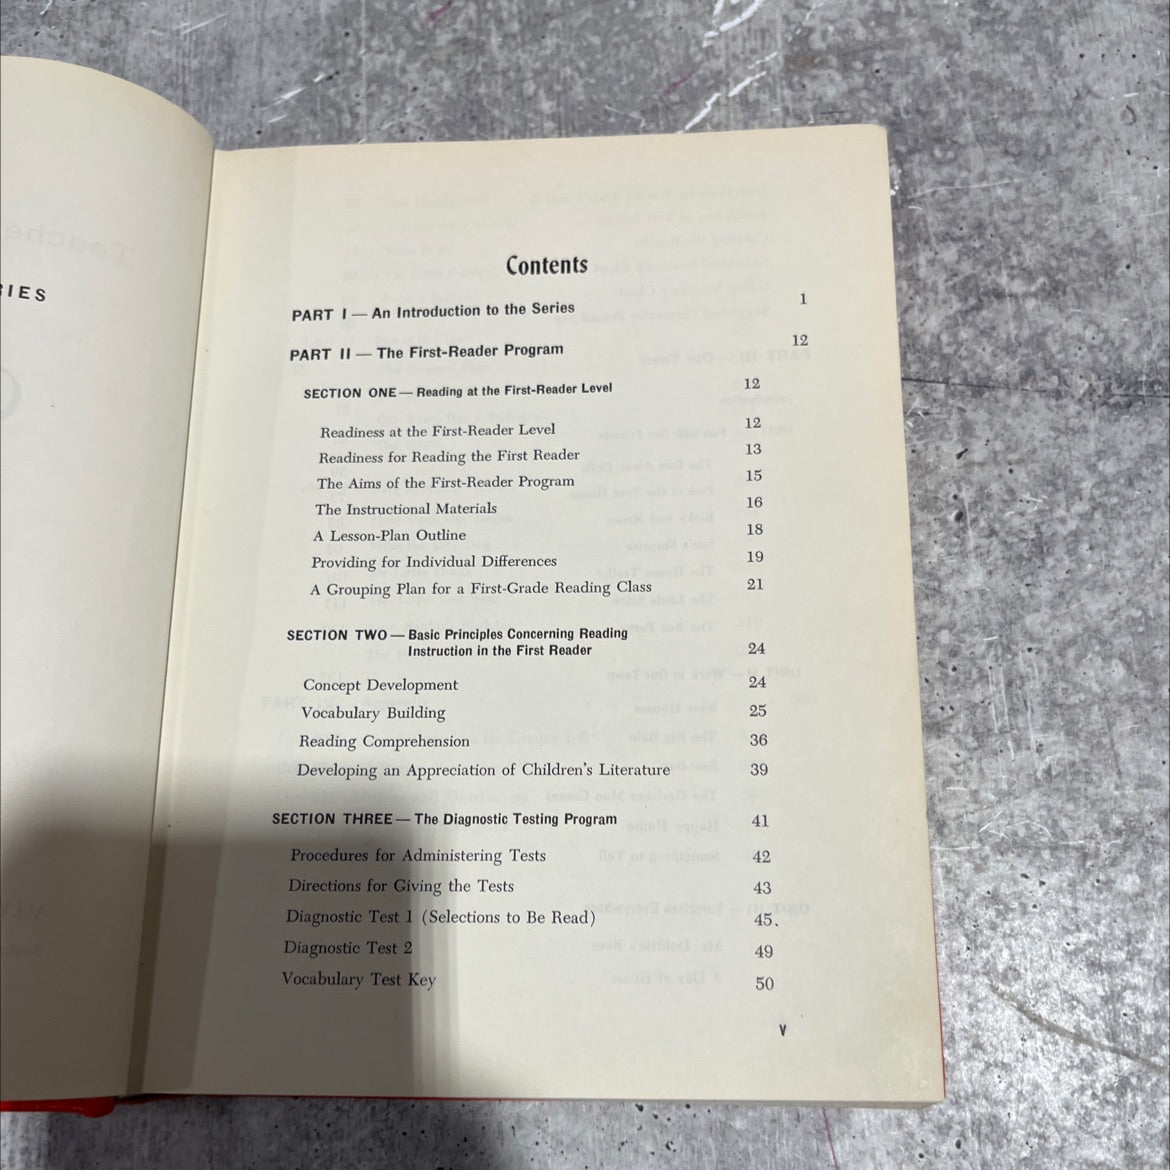 IES
Contents
PART I — An Introduction to the Series 1
PART II — The First-Reader Program 12
SECTION ONE — Reading at the First-Reader Level 12
Readiness at the First-Reader Level 12
Readiness for Reading the First Reader 13
The Aims of the First-Reader Program 15
The Instructional Materials 16
A Lesson-Plan Outline 18
Providing for Individual Differences 19
A Grouping Plan for a First-Grade Reading Class 21
SECTION TWO — Basic Principles Concerning Reading
Instruction in the First Reader 24
Concept Development 24
Vocabulary Building 25
Reading Comprehension 36
Developing an Appreciation of Children's Literature 39
SECTION THREE — The Diagnostic Testing Program 41
Procedures for Administering Tests 42
Directions for Giving the Tests 43
Diagnostic Test 1 (Selections to Be Read) 45
Diagnostic Test 2 49
Vocabulary Test Key 50
v